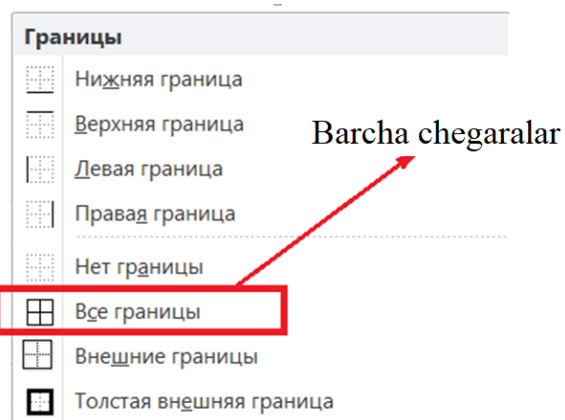 Границы
Нижняя граница
Верхняя граница
Barcha chegaralar
Левая граница
Правая граница
Нет границы
Все границы
Внешние границы
Толстая внешняя граница